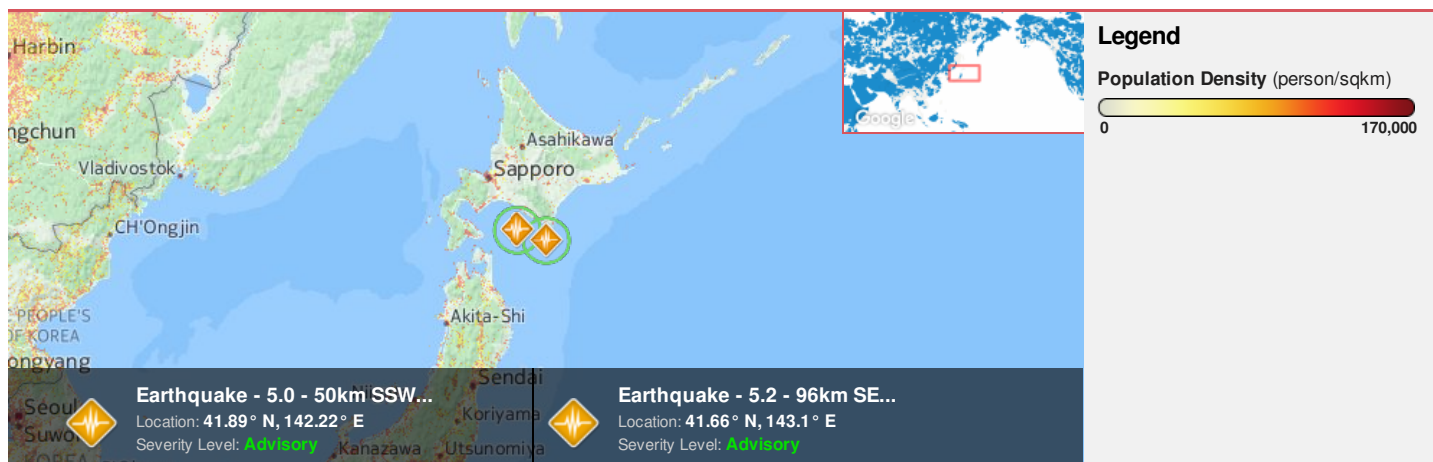 Harbin
ngchun
Vladivostok
CH'Ongjin
PEOPLE'S
OF KOREA
ongyang
Seoul
Suwo
KOREA
Asahikawa
Sapporo
Akita-Shi
Sendai
Koriyama
Kanazawa
Utsunomiya
Google
Earthquake - 5.0 - 50km SSW...
Location: 41.89° N, 142.22° E
Severity Level: Advisory
Earthquake - 5.2 - 96km SE...
Location: 41.66° N, 143.1° E
Severity Level: Advisory
Legend
Population Density (person/sqkm)
0
170,000